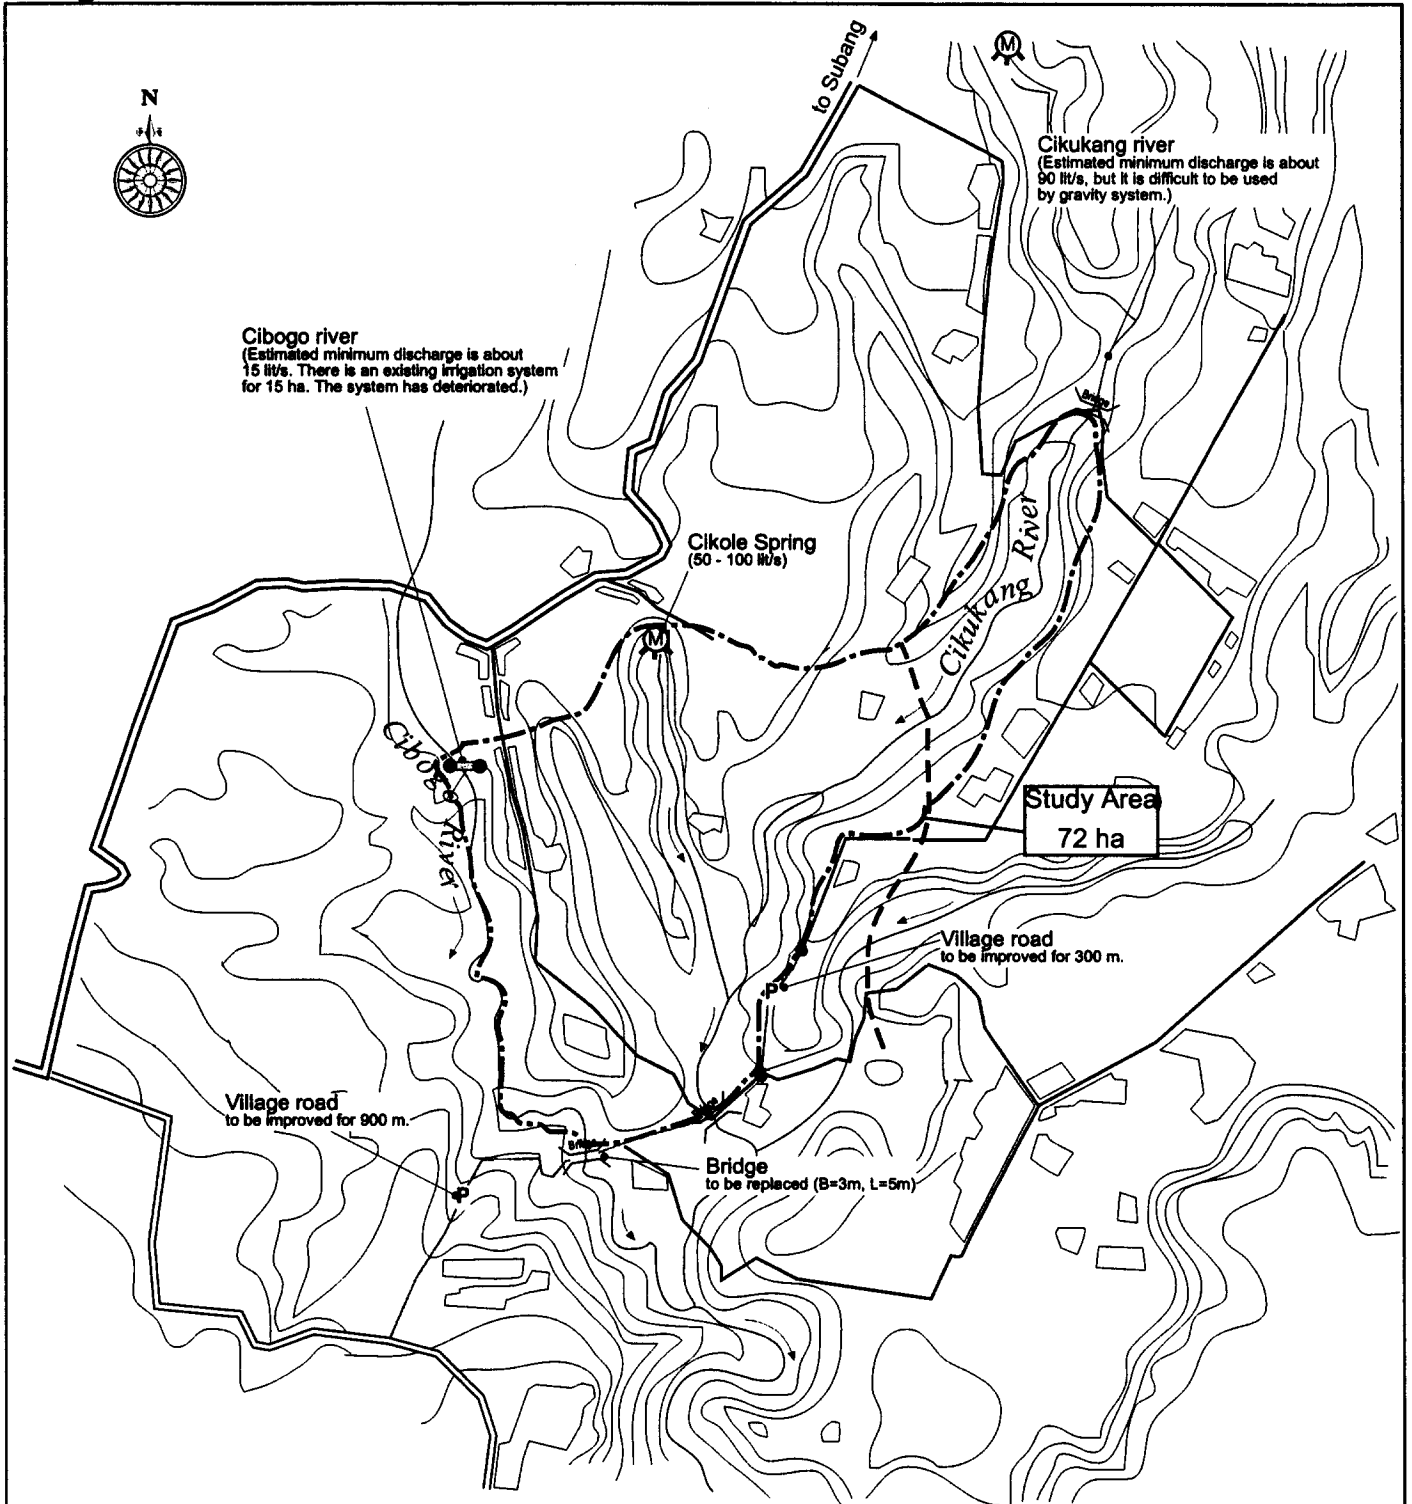 to Subang
M
N
Cikukang river
(Estimated minimum discharge is about
90 lit/s, but it is difficult to be used
by gravity system.)
Cibogo river
(Estimated minimum discharge is about
15 lit/s. There is an existing irrigation system
for 15 ha. The system has deteriorated.)
Bridge
Cikole Spring
(50 - 100 lit/s)
M
Cikukang River
Cibogo River
Study Area
72 ha
Village road
to be improved for 300 m.
P
Village road
to be improved for 900 m.
Bridge
Bridge
Bridge
to be replaced (B=3m, L=5m)
P